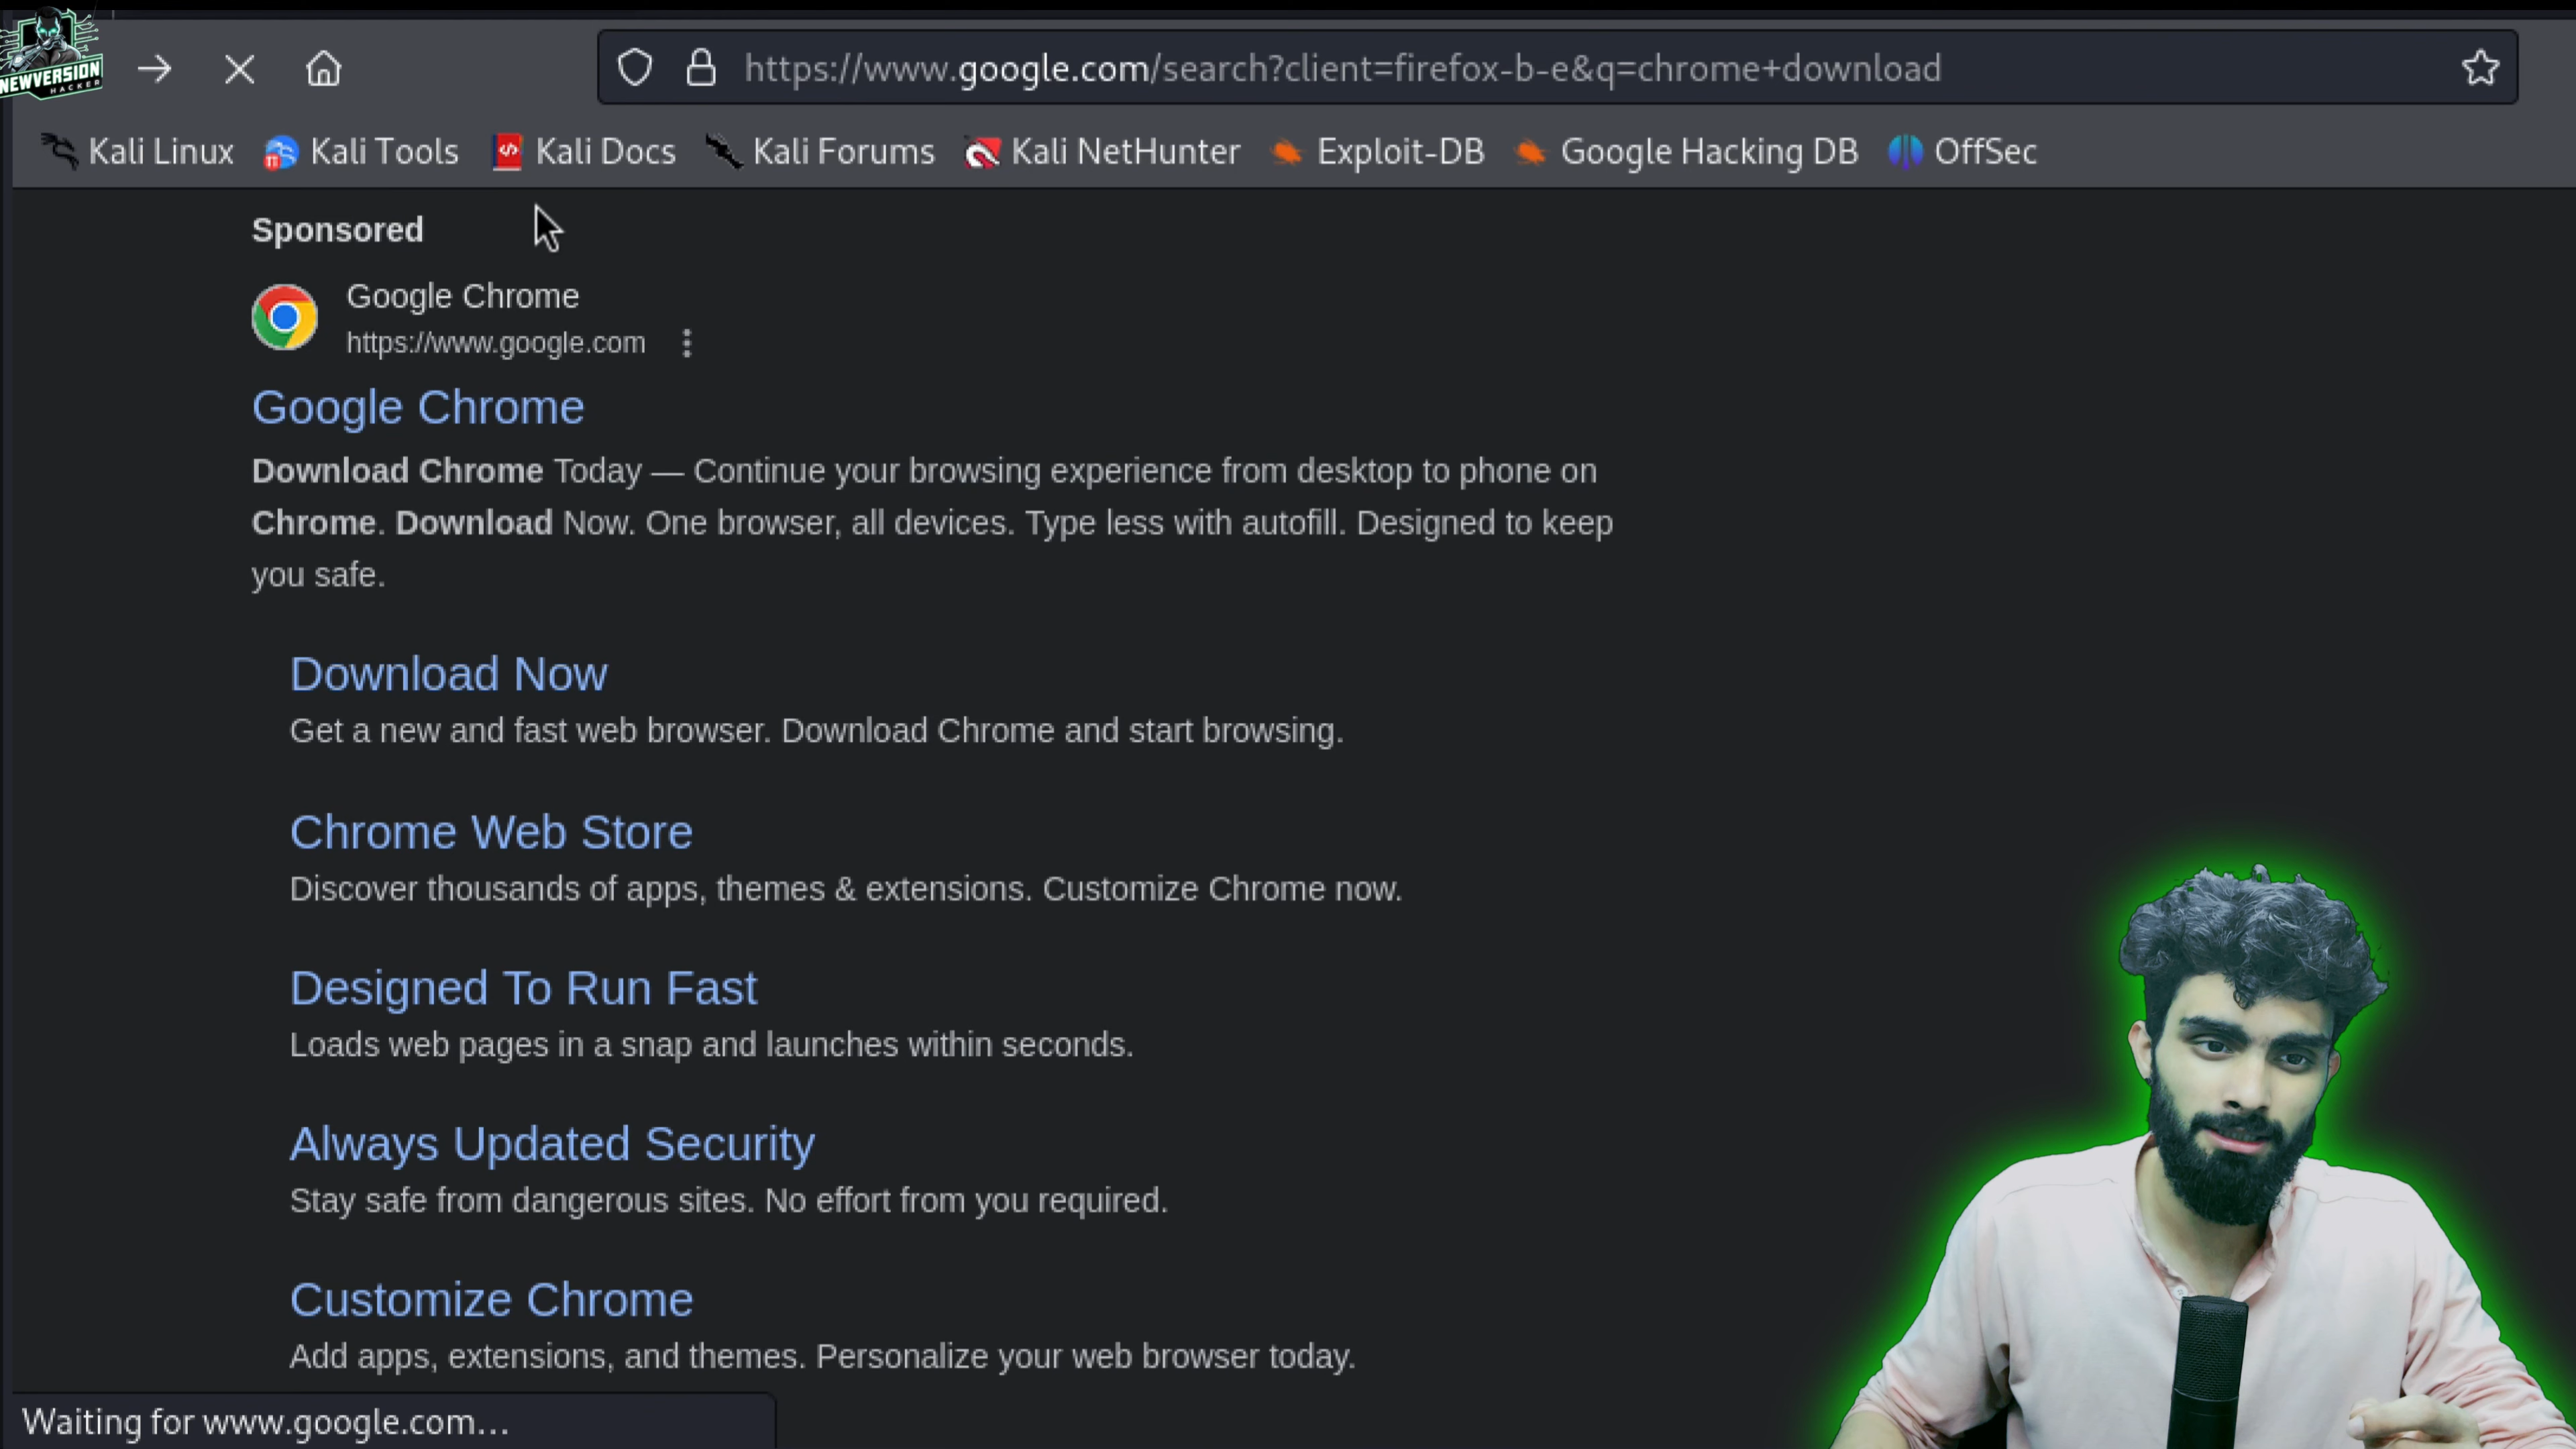 NEWVERSION
HACKER
https://www.google.com/search?client=firefox-b-e&q=chrome+download
Kali Linux Kali Tools Kali Docs Kali Forums Kali NetHunter Exploit-DB Google Hacking DB OffSec
Sponsored
Google Chrome
https://www.google.com
Google Chrome
Download Chrome Today — Continue your browsing experience from desktop to phone on
Chrome. Download Now. One browser, all devices. Type less with autofill. Designed to keep
you safe.
Download Now
Get a new and fast web browser. Download Chrome and start browsing.
Chrome Web Store
Discover thousands of apps, themes & extensions. Customize Chrome now.
Designed To Run Fast
Loads web pages in a snap and launches within seconds.
Always Updated Security
Stay safe from dangerous sites. No effort from you required.
Customize Chrome
Add apps, extensions, and themes. Personalize your web browser today.
Waiting for www.google.com...